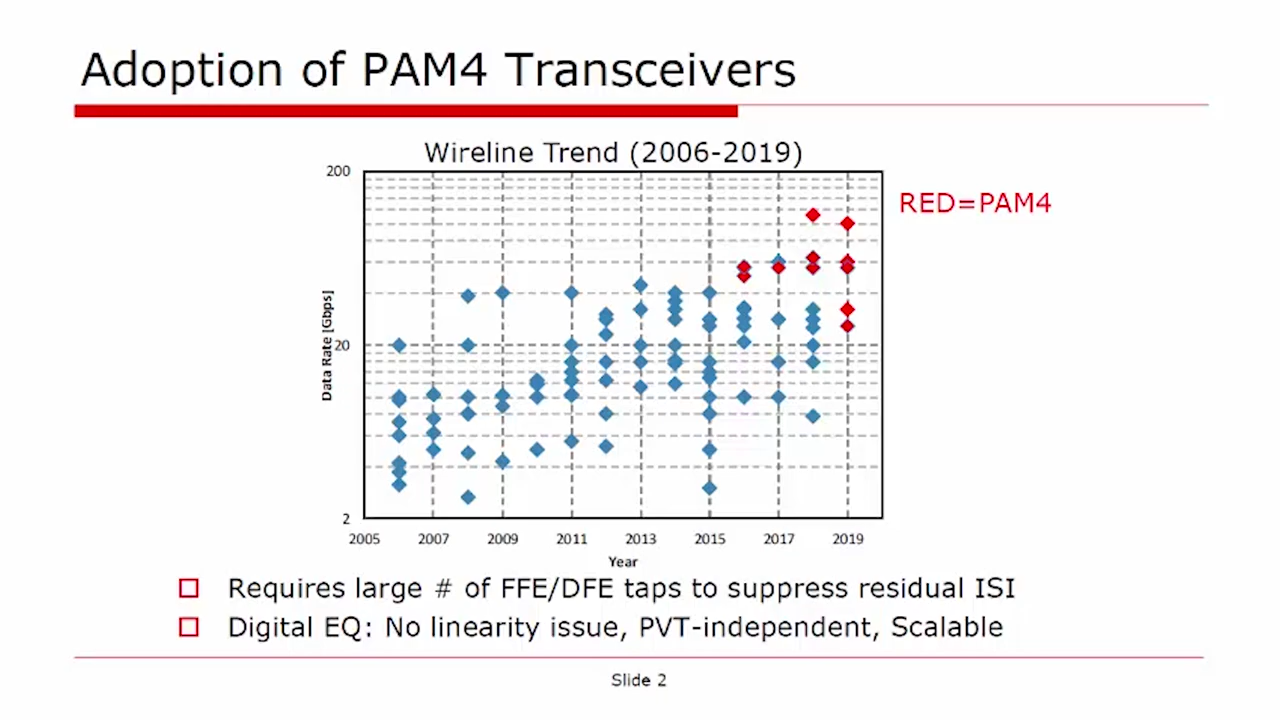 Adoption of PAM4 Transceivers
Wireline Trend (2006-2019)
RED=PAM4
200
20
2
Data Rate [Gbps]
2005 2007 2009 2011 2013 2015 2017 2019
Year
Requires large # of FFE/DFE taps to suppress residual ISI
Digital EQ: No linearity issue, PVT-independent, Scalable
Slide 2